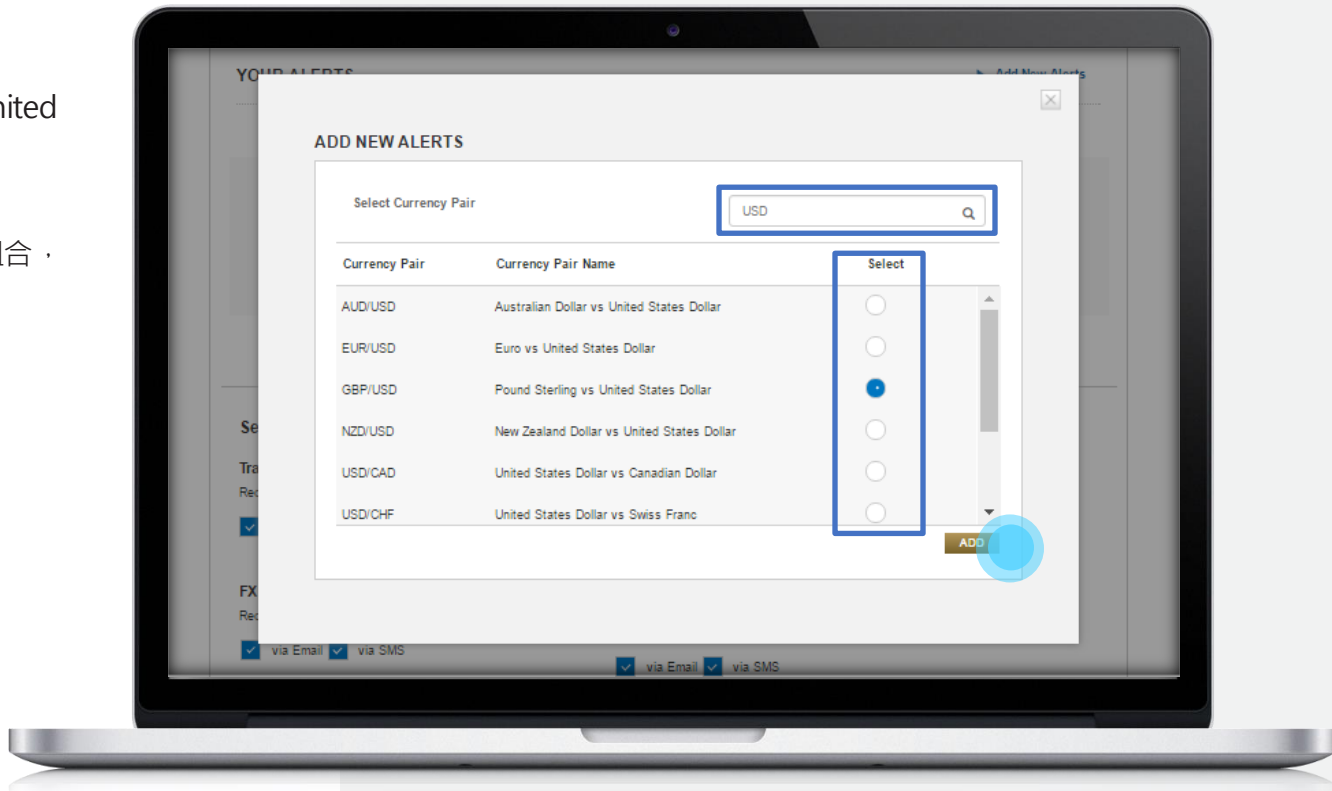 nited
組合，
YOUR ALERTS
Add New Alerts
ADD NEW ALERTS
Select Currency Pair
USD
Currency Pair Currency Pair Name Select
AUD/USD Australian Dollar vs United States Dollar
EUR/USD Euro vs United States Dollar
GBP/USD Pound Sterling vs United States Dollar
NZD/USD New Zealand Dollar vs United States Dollar
USD/CAD United States Dollar vs Canadian Dollar
USD/CHF United States Dollar vs Swiss Franc
ADD
Se
Tra
Rec
FX
Rec
via Email via SMS
via Email via SMS